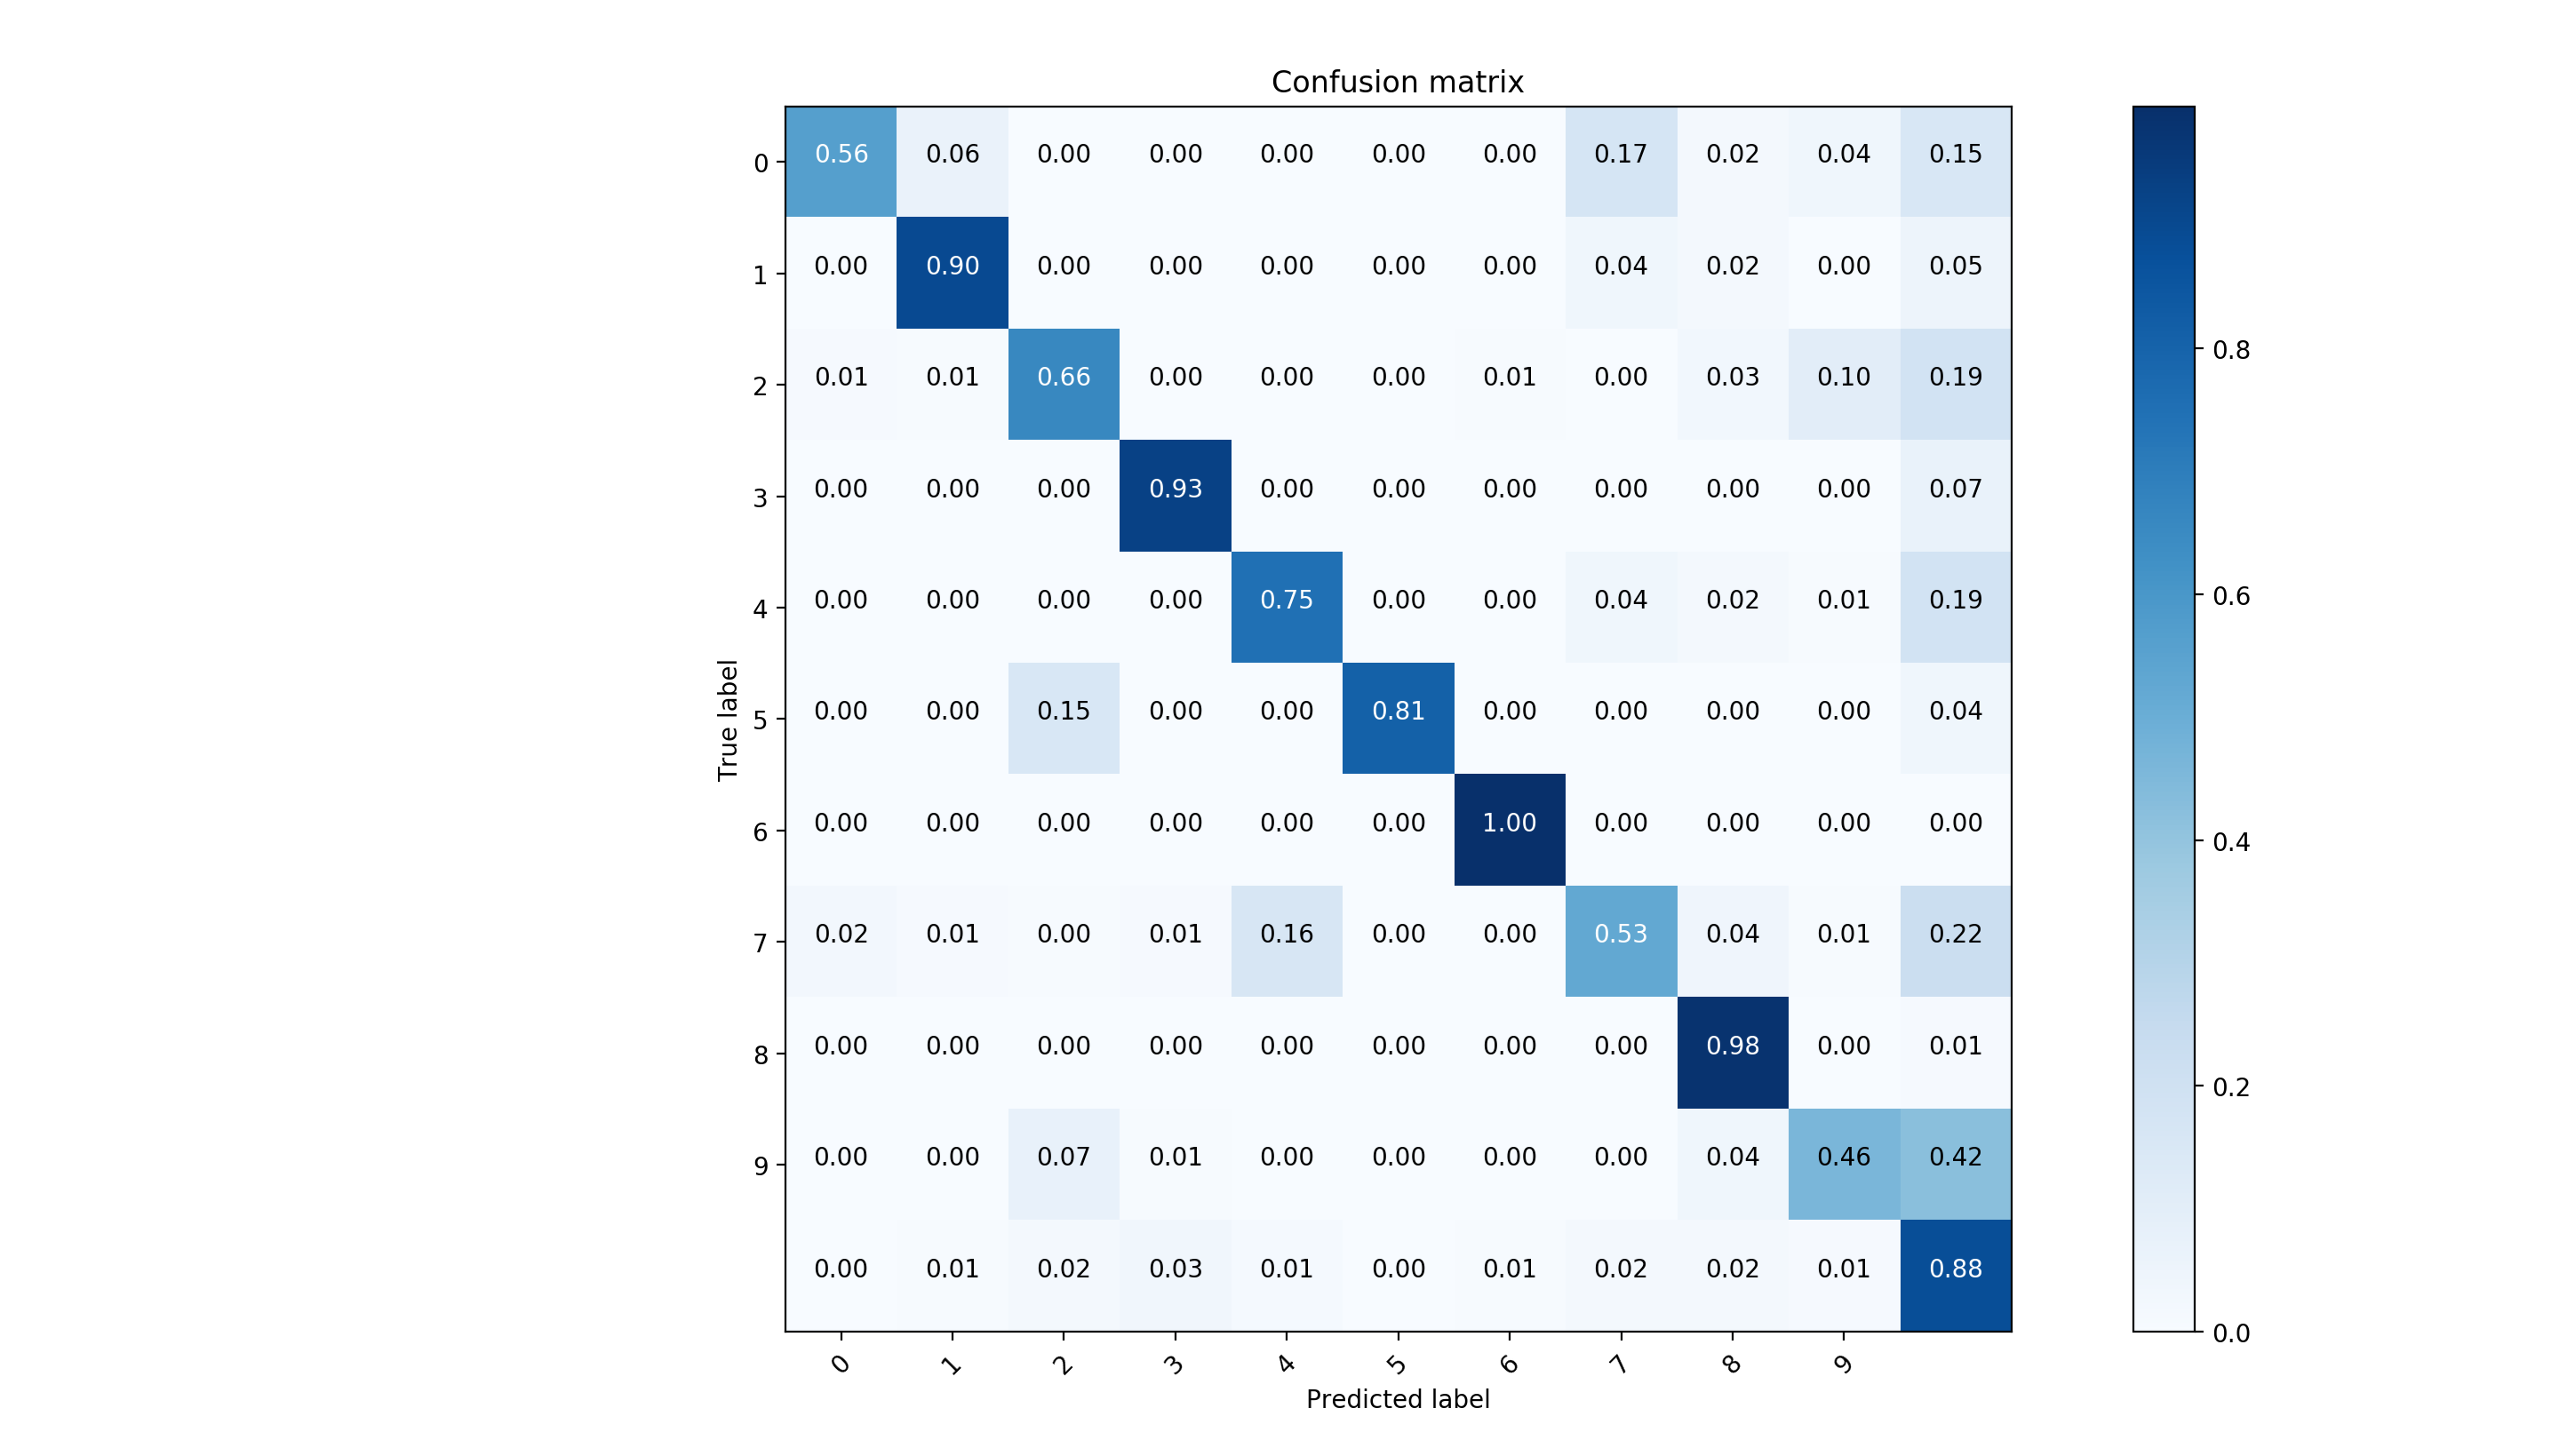 Confusion matrix
0 0.56 0.06 0.00 0.00 0.00 0.00 0.00 0.17 0.02 0.04 0.15
1 0.00 0.90 0.00 0.00 0.00 0.00 0.00 0.04 0.02 0.00 0.05
2 0.01 0.01 0.66 0.00 0.00 0.00 0.01 0.00 0.03 0.10 0.19
3 0.00 0.00 0.00 0.93 0.00 0.00 0.00 0.00 0.00 0.00 0.07
4 0.00 0.00 0.00 0.00 0.75 0.00 0.00 0.04 0.02 0.01 0.19
5 0.00 0.00 0.15 0.00 0.00 0.81 0.00 0.00 0.00 0.00 0.04
6 0.00 0.00 0.00 0.00 0.00 0.00 1.00 0.00 0.00 0.00 0.00
7 0.02 0.01 0.00 0.01 0.16 0.00 0.00 0.53 0.04 0.01 0.22
8 0.00 0.00 0.00 0.00 0.00 0.00 0.00 0.00 0.98 0.00 0.01
9 0.00 0.00 0.07 0.01 0.00 0.00 0.00 0.00 0.04 0.46 0.42
0.00 0.01 0.02 0.03 0.01 0.00 0.01 0.02 0.02 0.01 0.88
0 1 2 3 4 5 6 7 8 9
True label
Predicted label
0.8
0.6
0.4
0.2
0.0